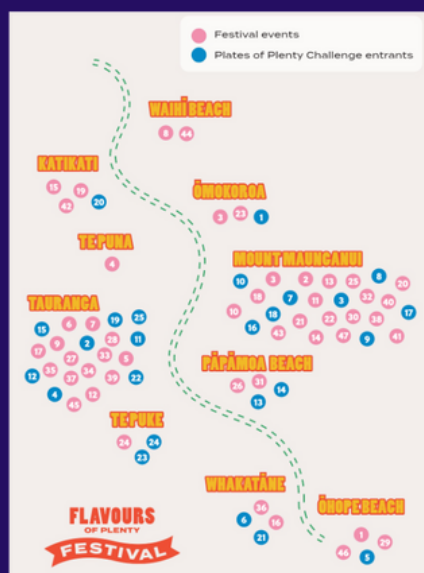 Festival events
Plates of Plenty Challenge entrants
WAIHĪ BEACH
8 44
KATIKATI
15 19
42 20
ŌMOKOROA
3 23 1
TE PUNA
4
MOUNT MAUNGANUI
10 3 2 13 25 8 20
18 7 11 3 32 40
10 18 21 22 30 38 17
16 43 14 47 9 41
TAURANGA
15 6 7 19 25
17 9 2 28 11
27 33 5
12 35 37 34 39 22
4 45 12
PĀPĀMOA BEACH
26 31 14
13
TE PUKE
24 24
23
WHAKATĀNE
36
6 16
21
ŌHOPE BEACH
1 29
46 5
FLAVOURS
OF PLENTY
FESTIVAL